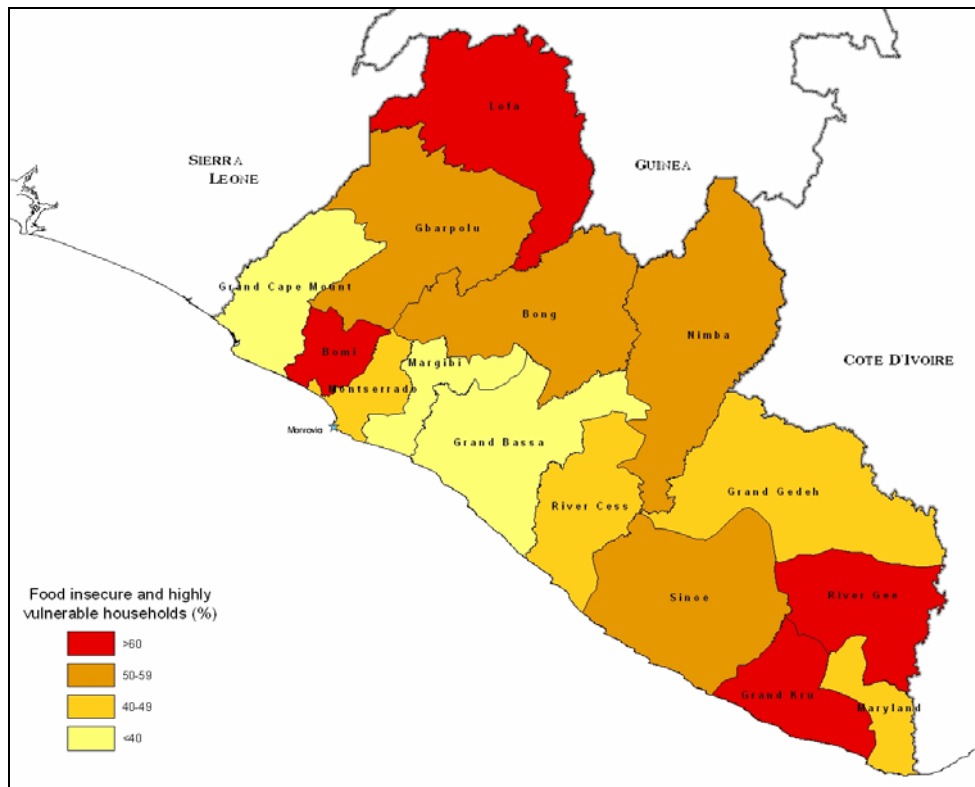 Lofa
SIERRA
LEONE
GUINEA
Gbarpolu
Grand Cape Mount
Bong
Nimba
Bomi
Margibi
COTE D'IVOIRE
Montserrado
Monrovia
Grand Bassa
Grand Gedeh
River Cess
Sinoe
River Gee
Grand Kru
Maryland
Food insecure and highly
vulnerable households (%)
>60
50-59
40-49
<40